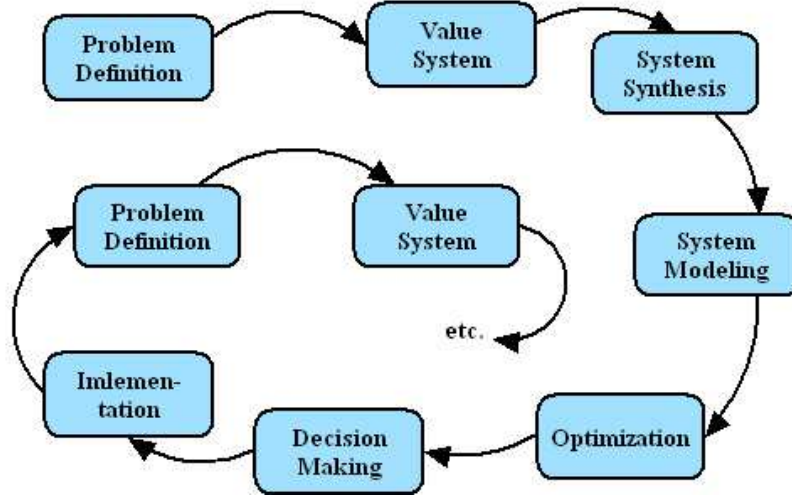 Problem
Definition
Value
System
System
Synthesis
System
Modeling
Optimization
Decision
Making
Imlemen-
tation
Problem
Definition
Value
System
etc.